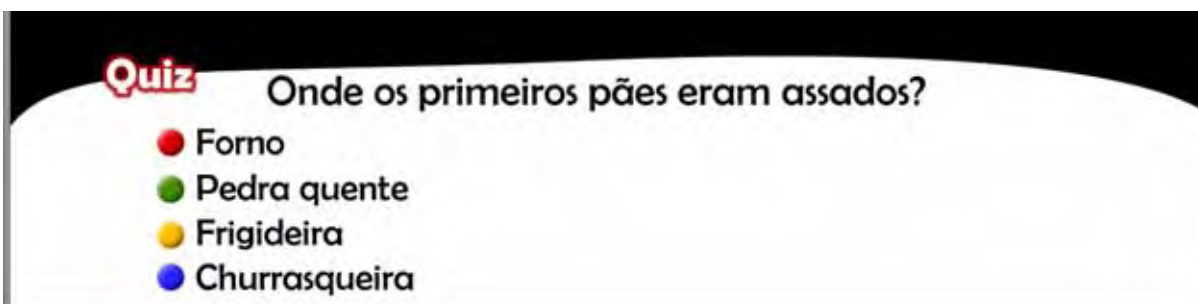 Quiz
Onde os primeiros pães eram assados?
Forno
Pedra quente
Frigideira
Churrasqueira